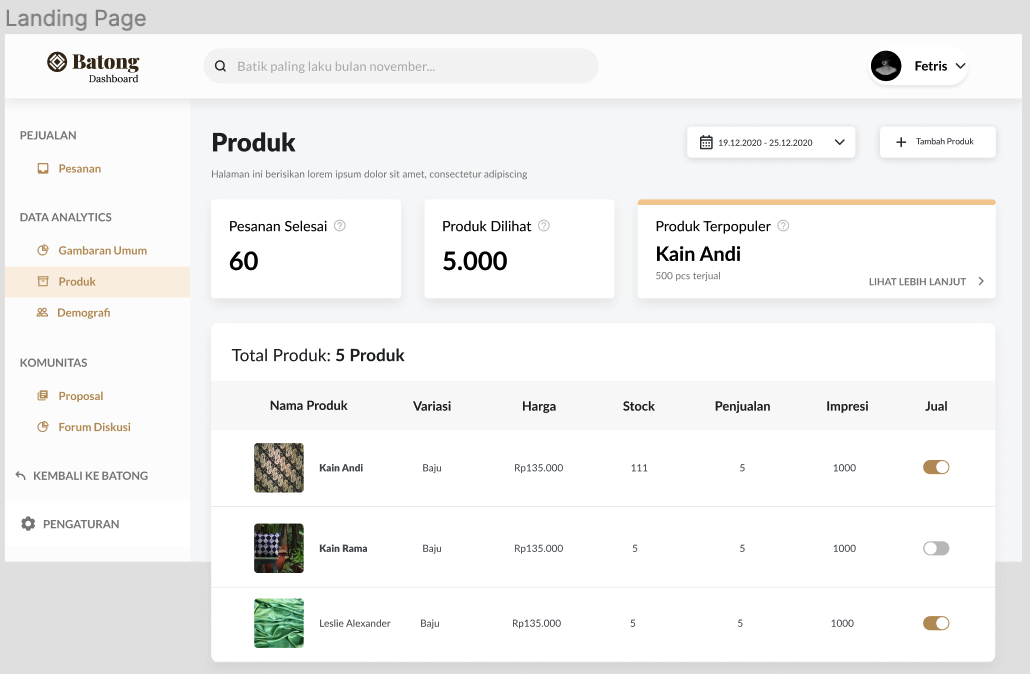 Landing Page
Batong
Dashboard
Batik paling laku bulan november...
Fetris
PEJUALAN
Pesanan
DATA ANALYTICS
Gambaran Umum
Produk
Demografi
KOMUNITAS
Proposal
Forum Diskusi
KEMBALI KE BATONG
PENGATURAN
Produk
Halaman ini berisikan lorem ipsum dolor sit amet, consectetur adipiscing
19.12.2020 - 25.12.2020
Tambah Produk
Pesanan Selesai
60
Produk Dilihat
5.000
Produk Terpopuler
Kain Andi
500 pcs terjual
LIHAT LEBIH LANJUT
Total Produk: 5 Produk
Nama Produk Variasi Harga Stock Penjualan Impresi Jual
Kain Andi Baju Rp135.000 111 5 1000
Kain Rama Baju Rp135.000 5 5 1000
Leslie Alexander Baju Rp135.000 5 5 1000